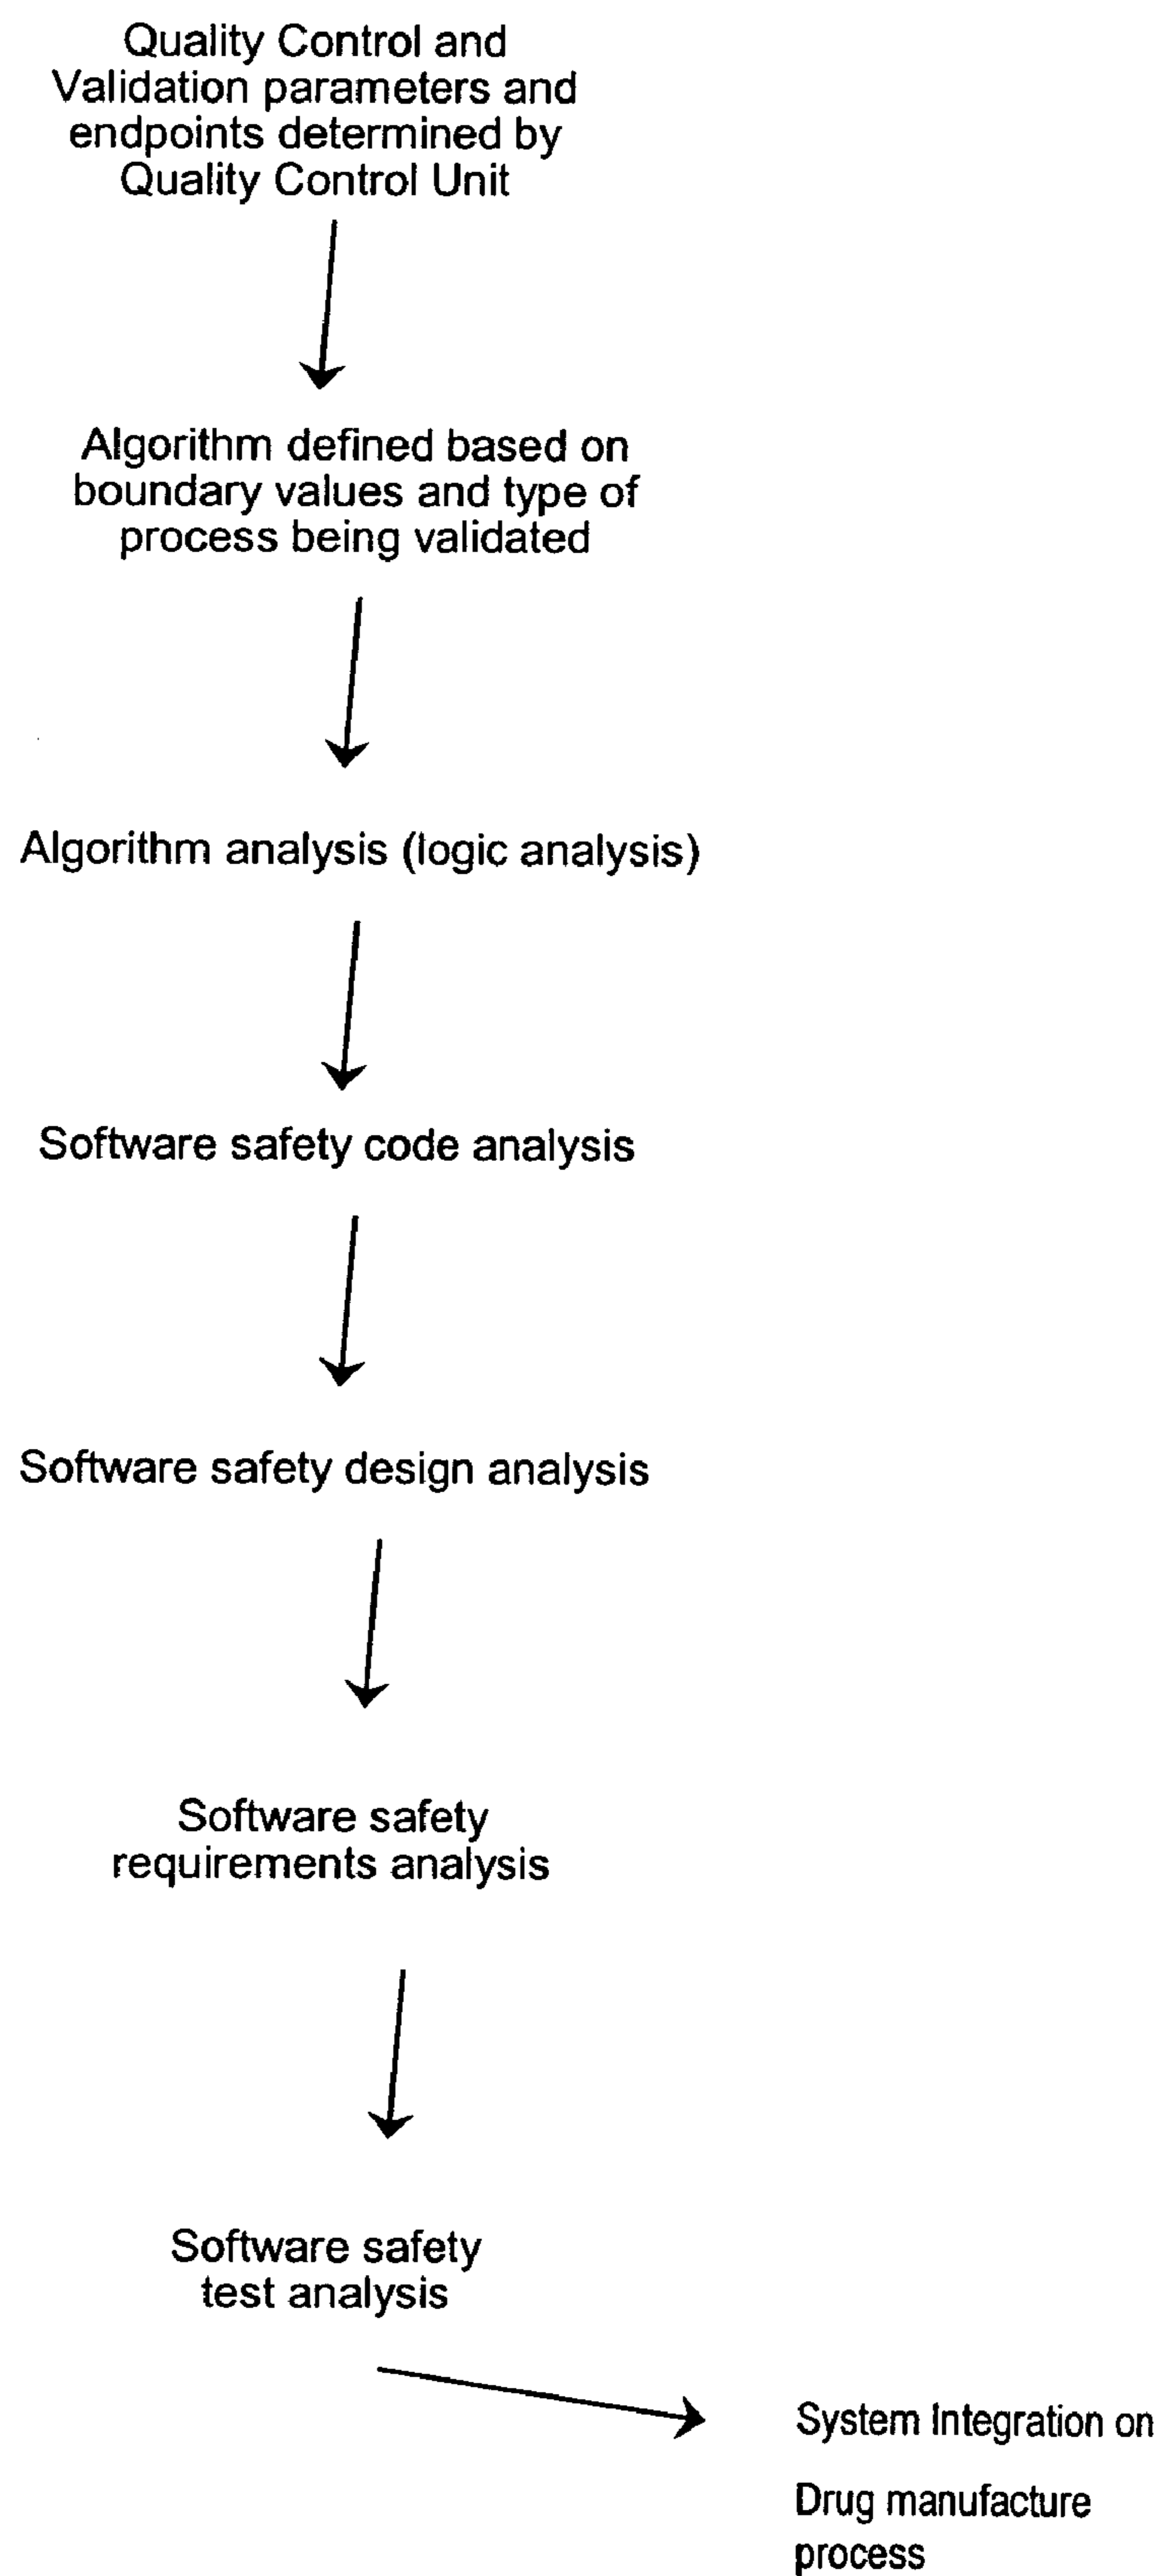 Quality Control and
Validation parameters and
endpoints determined by
Quality Control Unit
Algorithm defined based on
boundary values and type of
process being validated
Algorithm analysis (logic analysis)
Software safety code analysis
Software safety design analysis
Software safety
requirements analysis
Software safety
test analysis
System Integration on
Drug manufacture
process